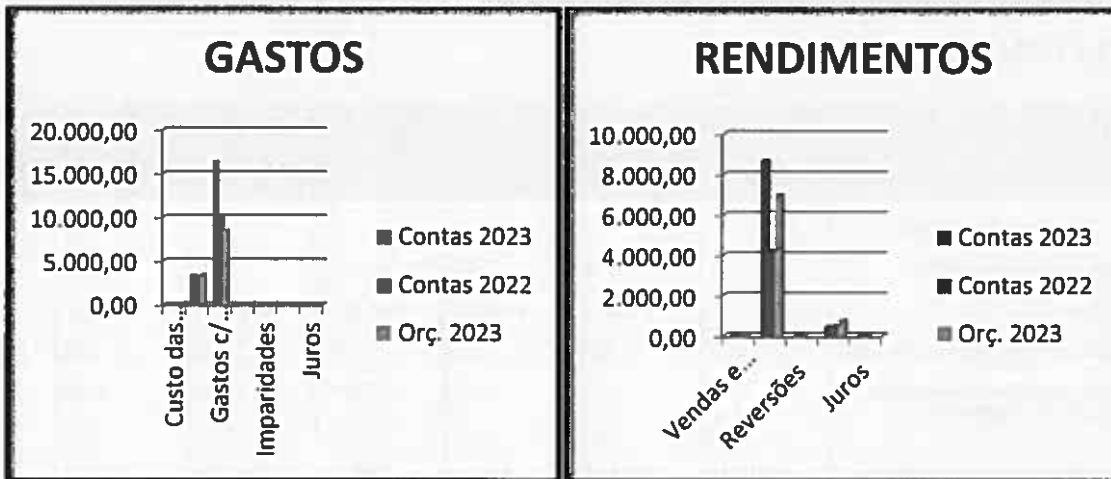 GASTOS
20.000,00
15.000,00
10.000,00
5.000,00
0,00
Custo das...
Gastos c/...
Imparidades
Juros
Contas 2023
Contas 2022
Orç. 2023
RENDIMENTOS
10.000,00
8.000,00
6.000,00
4.000,00
2.000,00
0,00
Vendas e...
Reversões
Juros
Contas 2023
Contas 2022
Orç. 2023